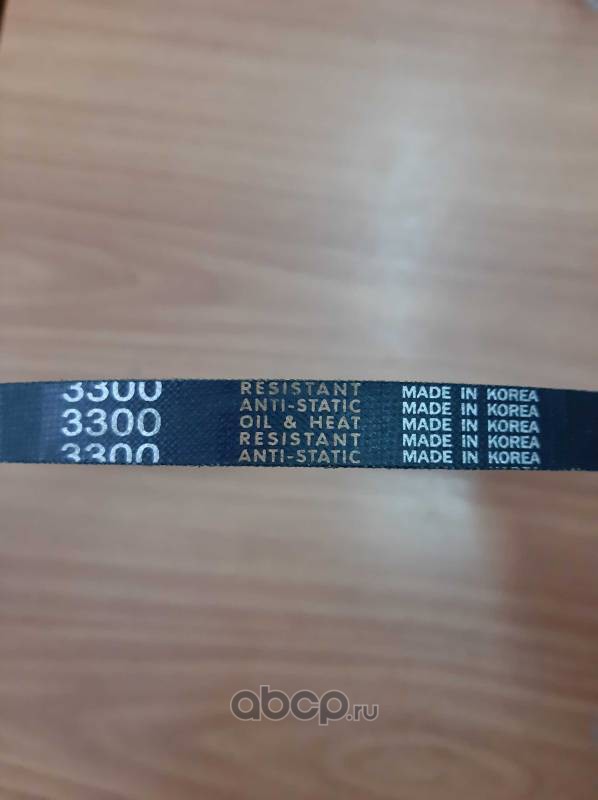 3300 RESISTANT MADE IN KOREA
ANTI-STATIC MADE IN KOREA
3300 OIL & HEAT MADE IN KOREA
RESISTANT MADE IN KOREA
3300 ANTI-STATIC MADE IN KOREA
abcp.ru